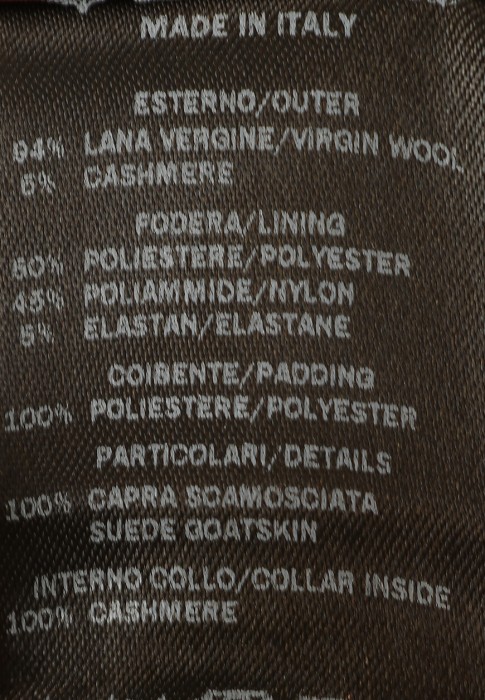 MADE IN ITALY
ESTERNO/OUTER
94% LANA VERGINE/VIRGIN WOOL
6% CASHMERE
FODERA/LINING
50% POLIESTERE/POLYESTER
45% POLIAMMIDE/NYLON
5% ELASTAN/ELASTANE
COIBENTE/PADDING
100% POLIESTERE/POLYESTER
PARTICOLARI/DETAILS
100% CAPRA SCAMOSCIATA
SUEDE GOATSKIN
INTERNO COLLO/COLLAR INSIDE
100% CASHMERE